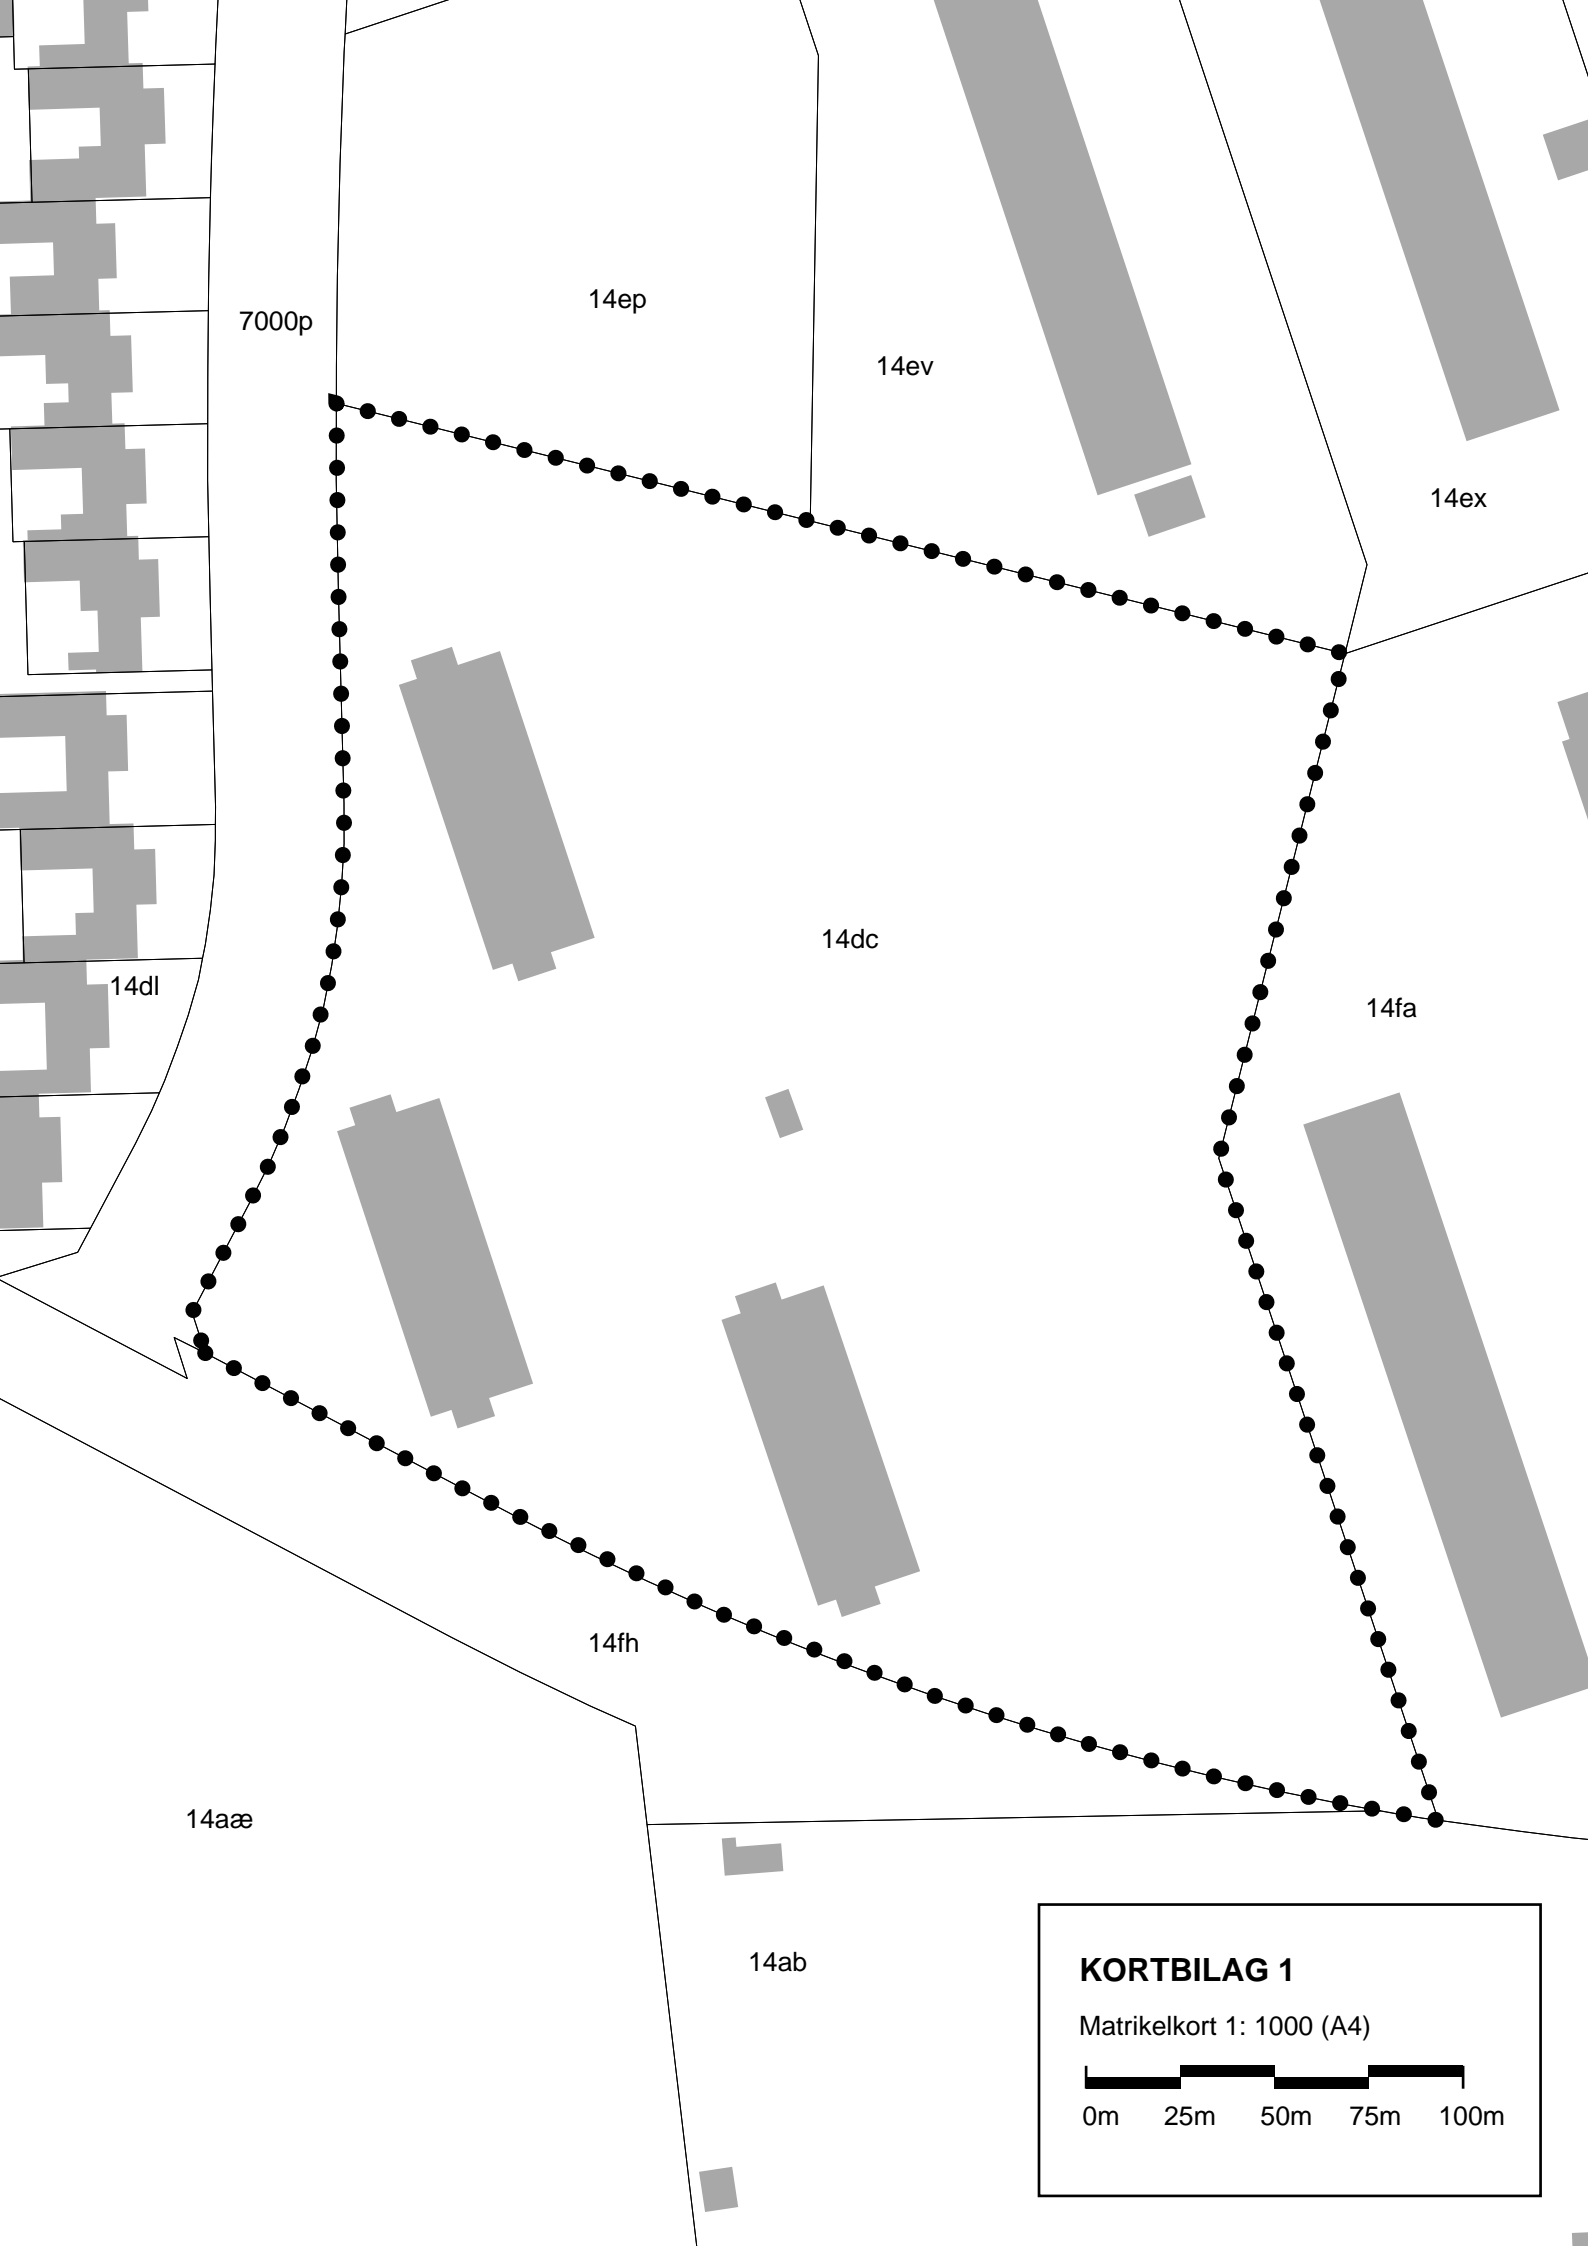 14ep
7000p
14ev
14ex
14dc
14dl
14fa
14fh
14aæ
14ab
KORTBILAG 1
Matrikelkort 1: 1000 (A4)
0m 25m 50m 75m 100m